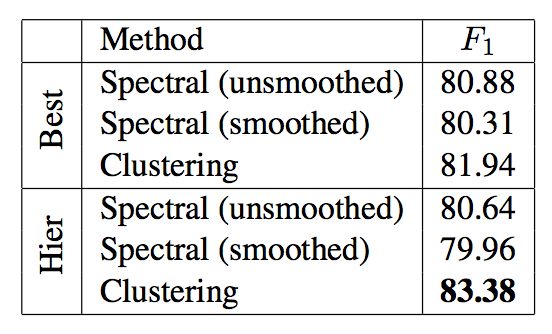 Method F1
Best
Spectral (unsmoothed) 80.88
Spectral (smoothed) 80.31
Clustering 81.94
Hier
Spectral (unsmoothed) 80.64
Spectral (smoothed) 79.96
Clustering 83.38